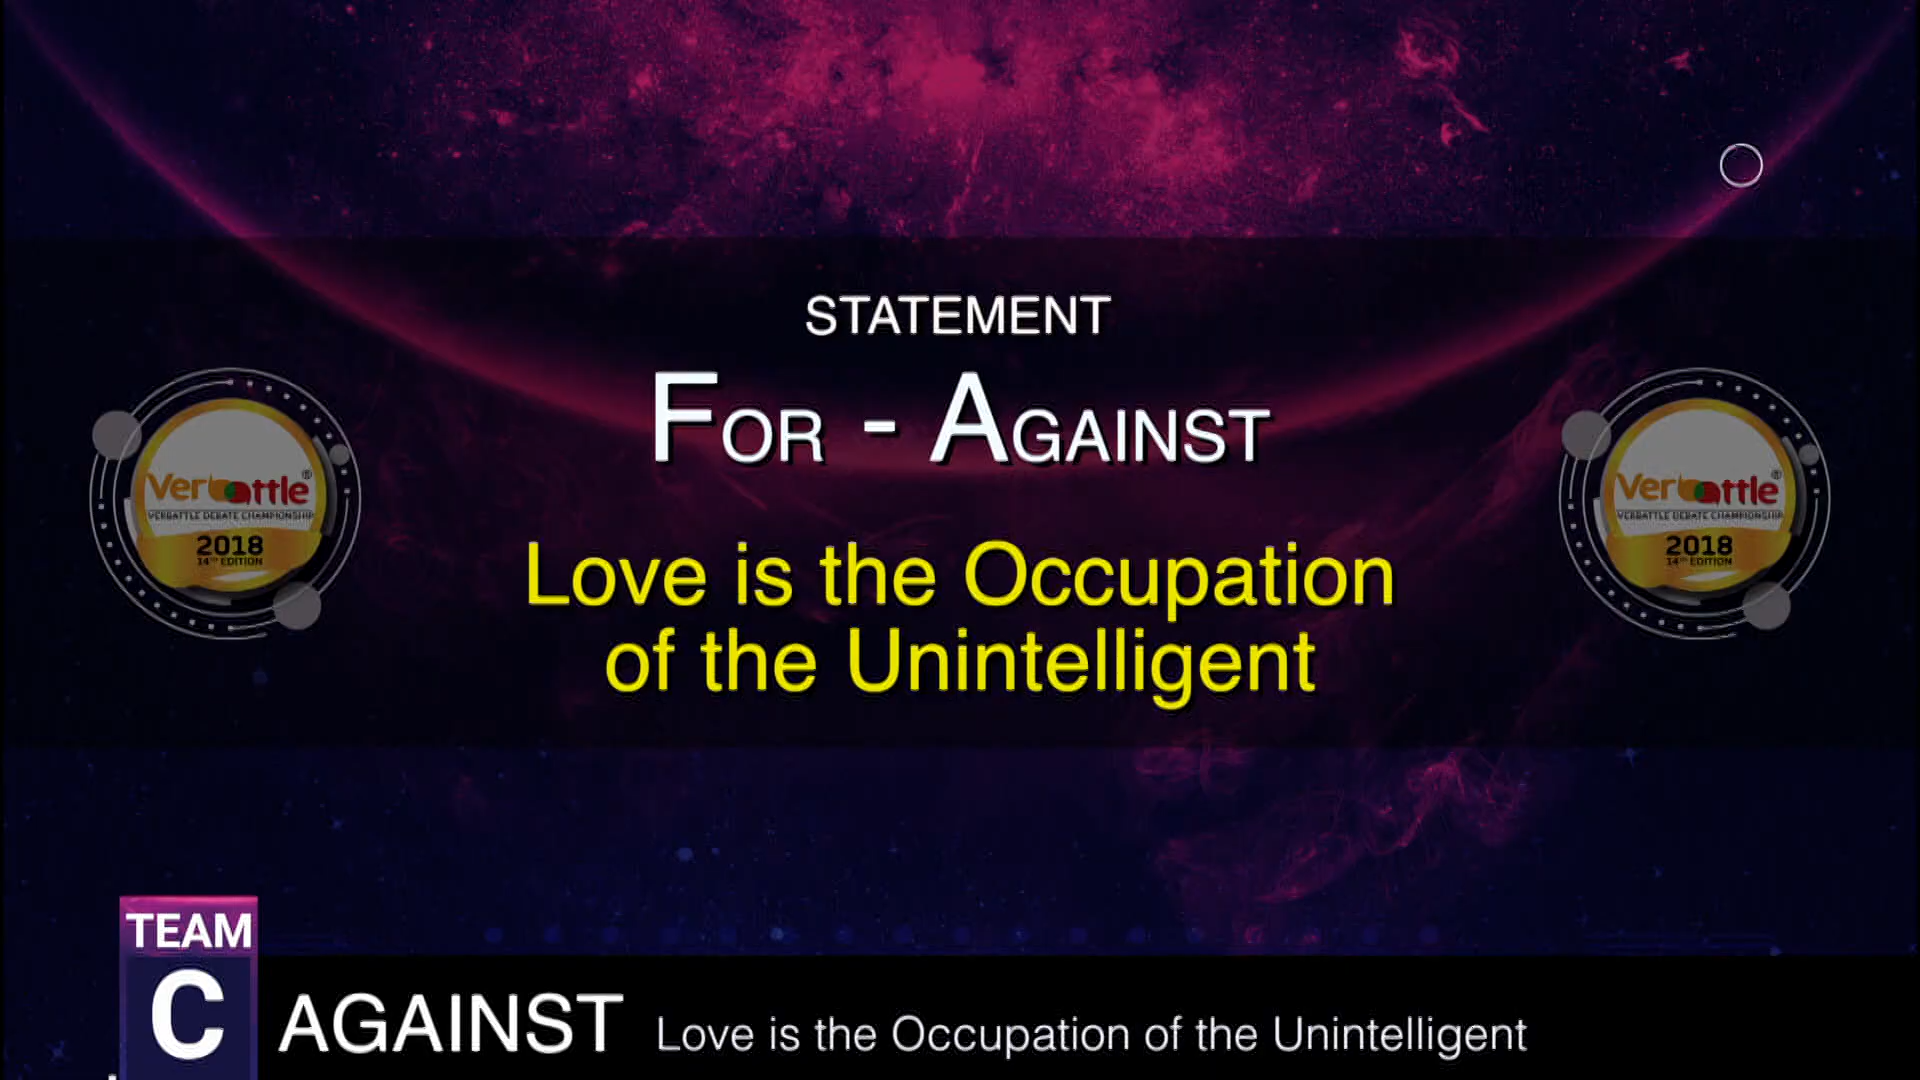 STATEMENT
FOR - AGAINST
Verbattle®
VERBATTLE DEBATE CHAMPIONSHIP
2018
14TH EDITION
Verbattle®
VERBATTLE DEBATE CHAMPIONSHIP
2018
14TH EDITION
Love is the Occupation
of the Unintelligent
TEAM
C
AGAINST Love is the Occupation of the Unintelligent